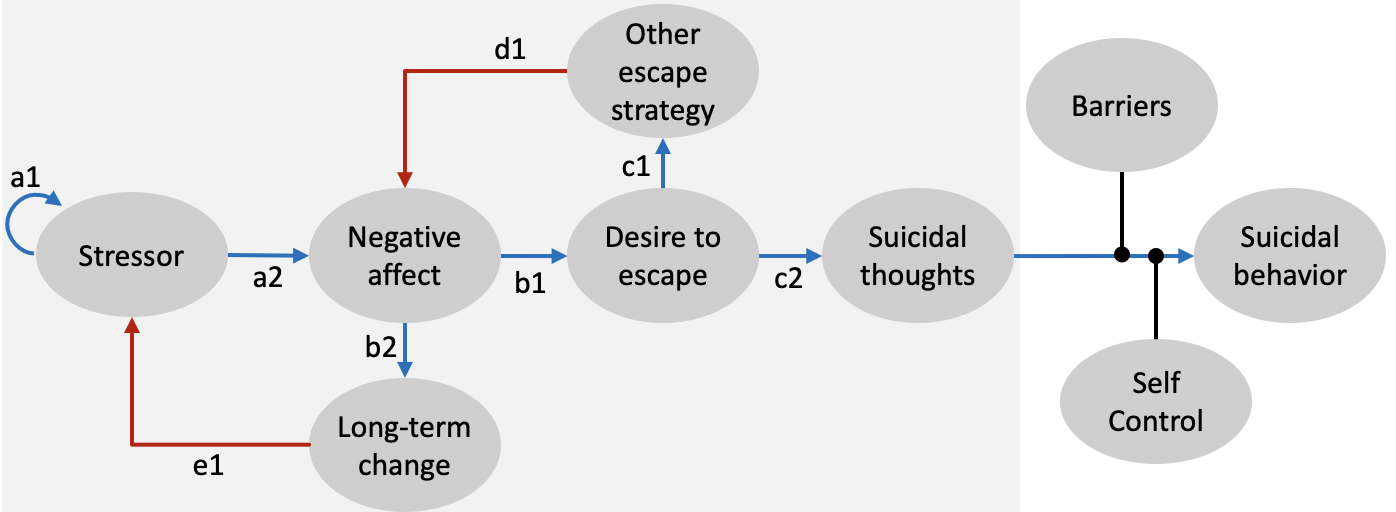 Other
escape
strategy
d1
Barriers
c1
a1
Stressor
a2
Negative
affect
b1
Desire to
escape
c2
Suicidal
thoughts
Suicidal
behavior
b2
Long-term
change
e1
Self
Control